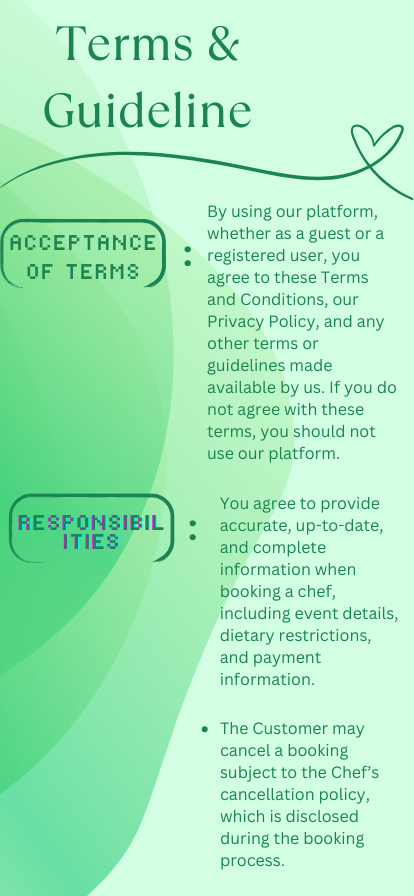 Terms &
Guideline
ACCEPTANCE
OF TERMS
:
By using our platform,
whether as a guest or a
registered user, you
agree to these Terms
and Conditions, our
Privacy Policy, and any
other terms or
guidelines made
available by us. If you do
not agree with these
terms, you should not
use our platform.
RESPONSIBIL
ITIES
:
You agree to provide
accurate, up-to-date,
and complete
information when
booking a chef,
including event details,
dietary restrictions,
and payment
information.
• The Customer may
cancel a booking
subject to the Chef’s
cancellation policy,
which is disclosed
during the booking
process.